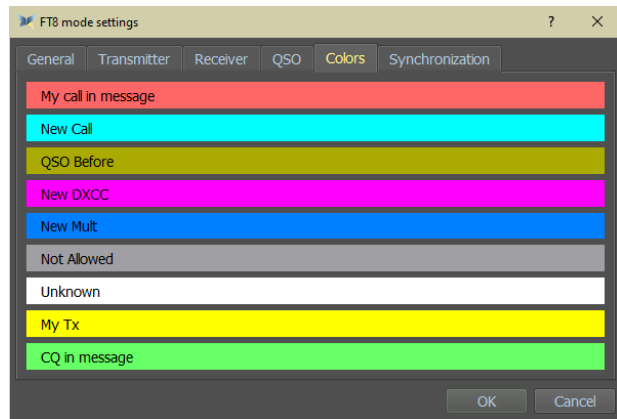 FT8 mode settings ?
General Transmitter Receiver QSO Colors Synchronization
My call in message
New Call
QSO Before
New DXCC
New Mult
Not Allowed
Unknown
My Tx
CQ in message
OK Cancel